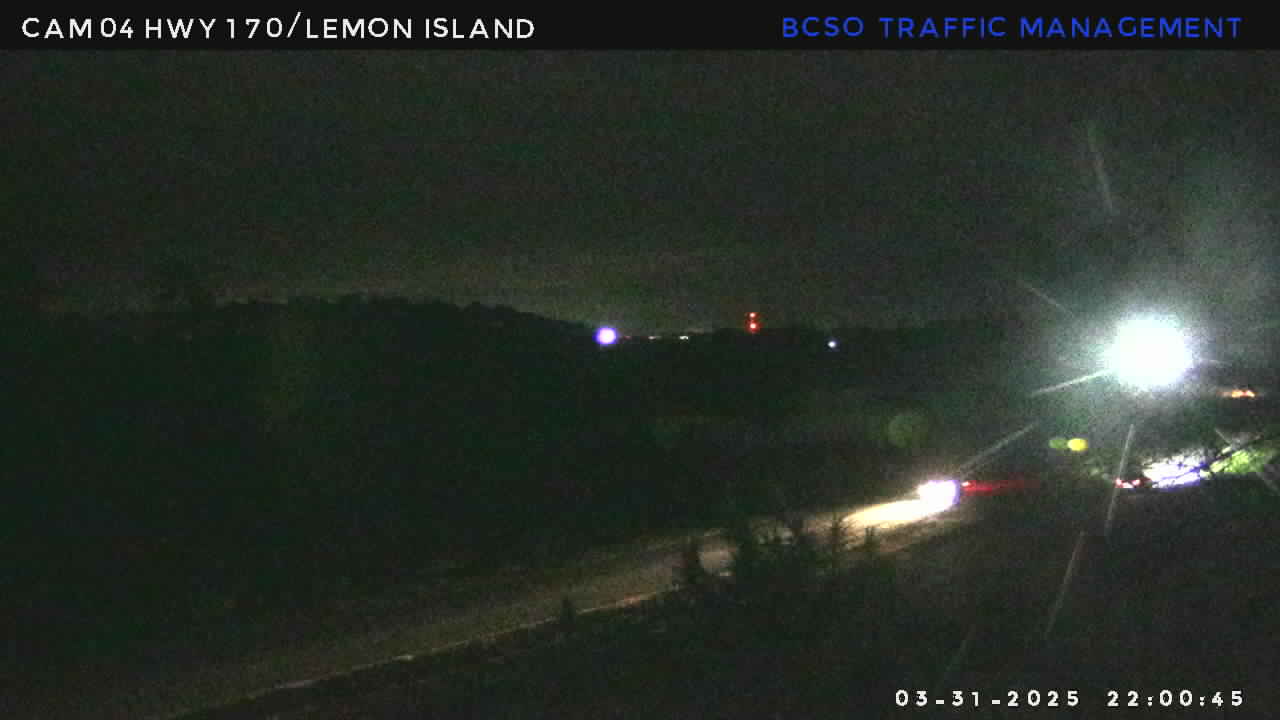 CAM04 HWY 170/LEMON ISLAND
BCSO TRAFFIC MANAGEMENT
03-31-2025 22:00:45